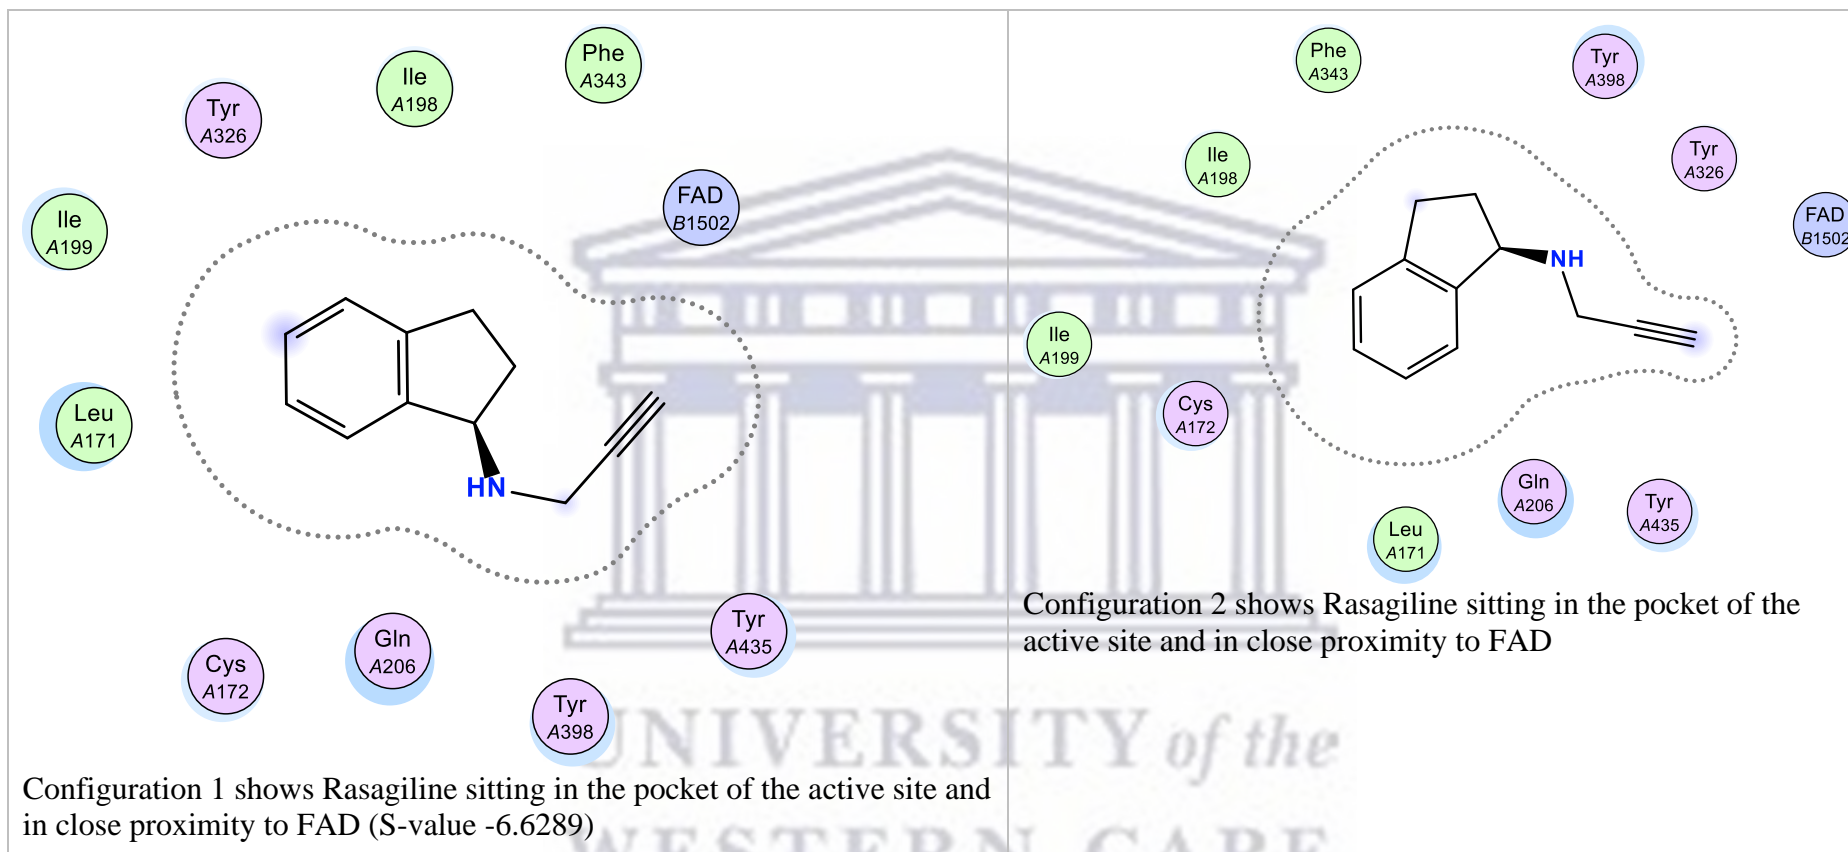 Phe
A343
Ile
A198
Tyr
A326
FAD
B1502
Ile
A199
Leu
A171
HN
Tyr
A435
Gln
A206
Cys
A172
Tyr
A398
Configuration 1 shows Rasagiline sitting in the pocket of the active site and
in close proximity to FAD (S-value -6.6289)
Phe
A343
Tyr
A398
Ile
A198
Tyr
A326
FAD
B1502
NH
Ile
A199
Cys
A172
Gln
A206
Tyr
A435
Leu
A171
Configuration 2 shows Rasagiline sitting in the pocket of the
active site and in close proximity to FAD
UNIVERSITY of the
WESTERN CAPE